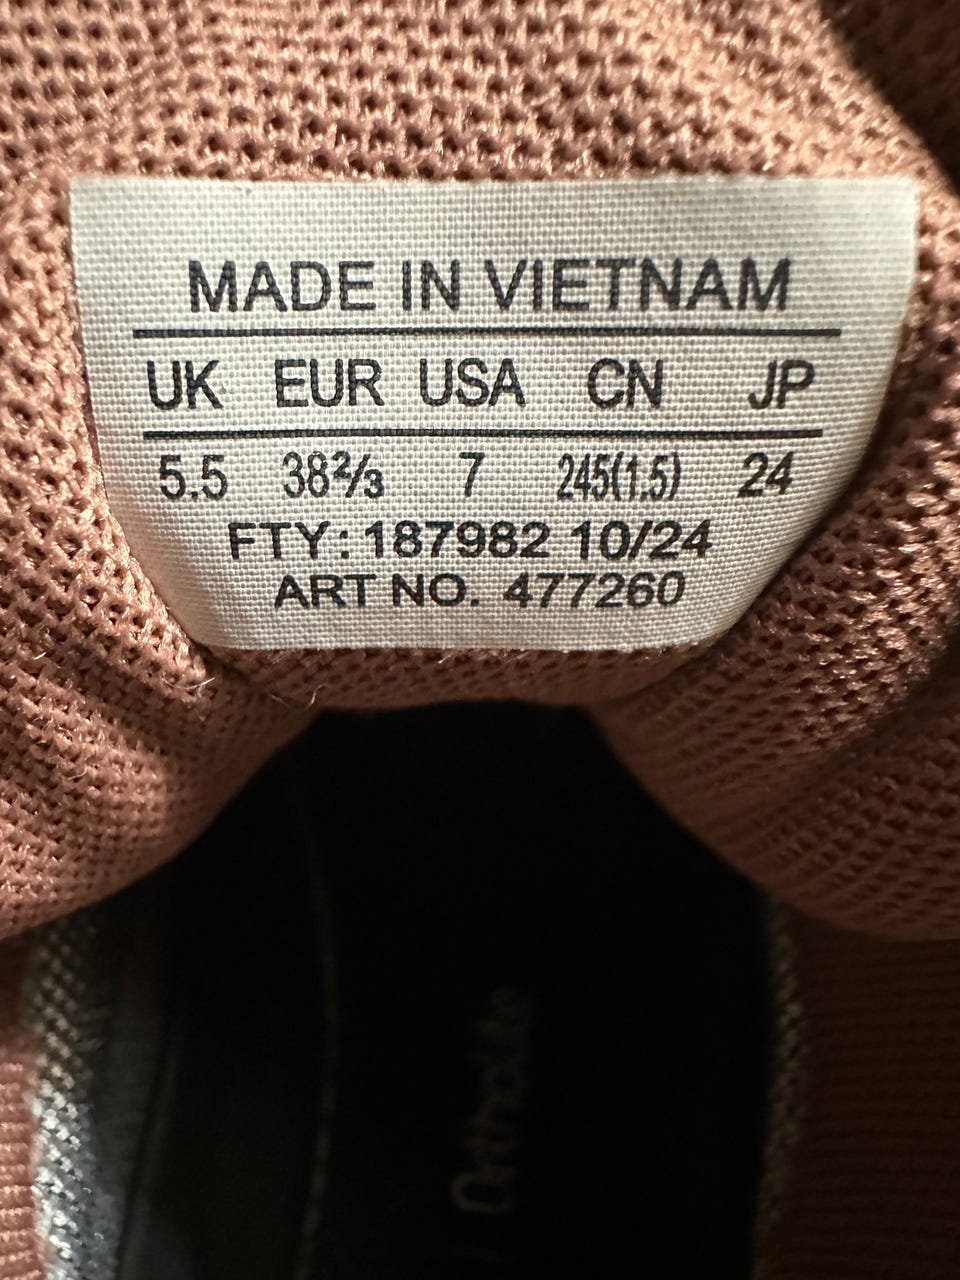 MADE IN VIETNAM
UK EUR USA CN JP
5.5 38⅔ 7 245(1.5) 24
FTY: 187982 10/24
ART NO. 477260
Ortholite